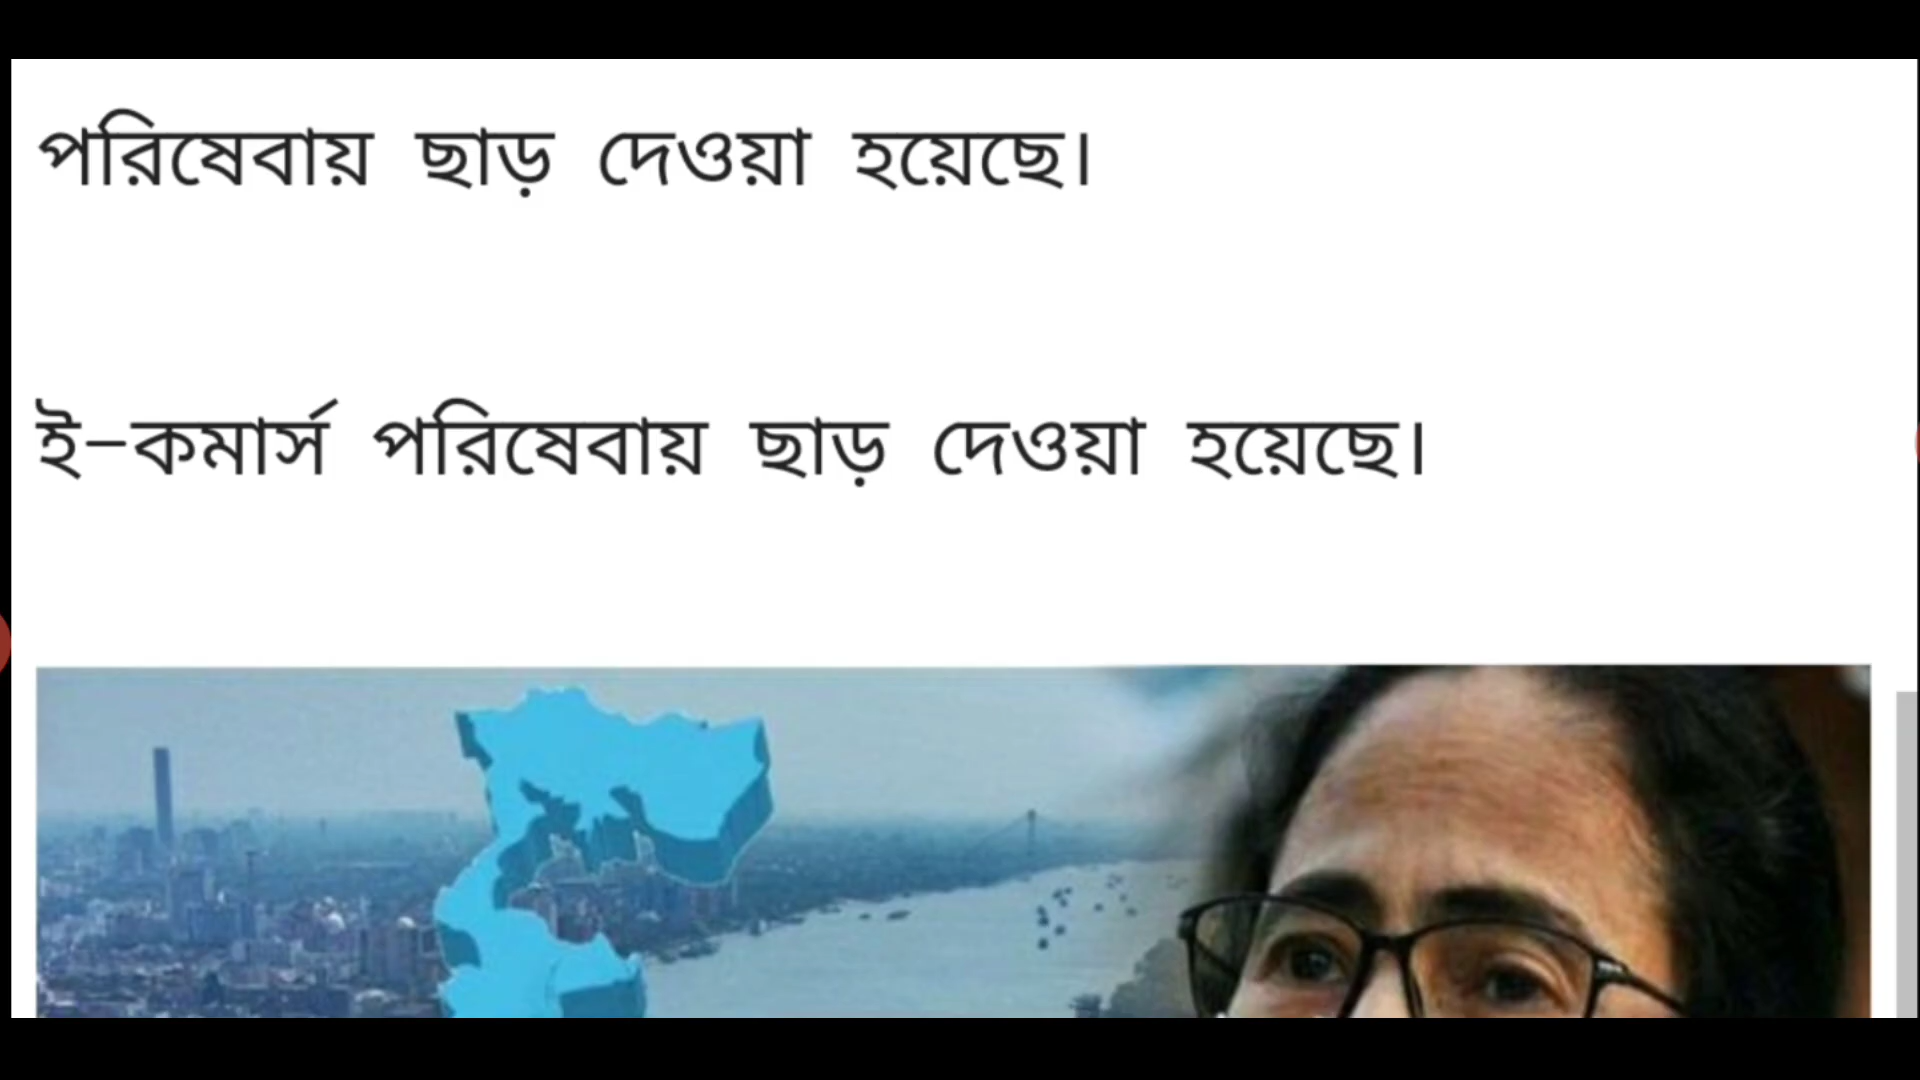 পরিষেবায় ছাড় দেওয়া হয়েছে।
ই-কমার্স পরিষেবায় ছাড় দেওয়া হয়েছে।